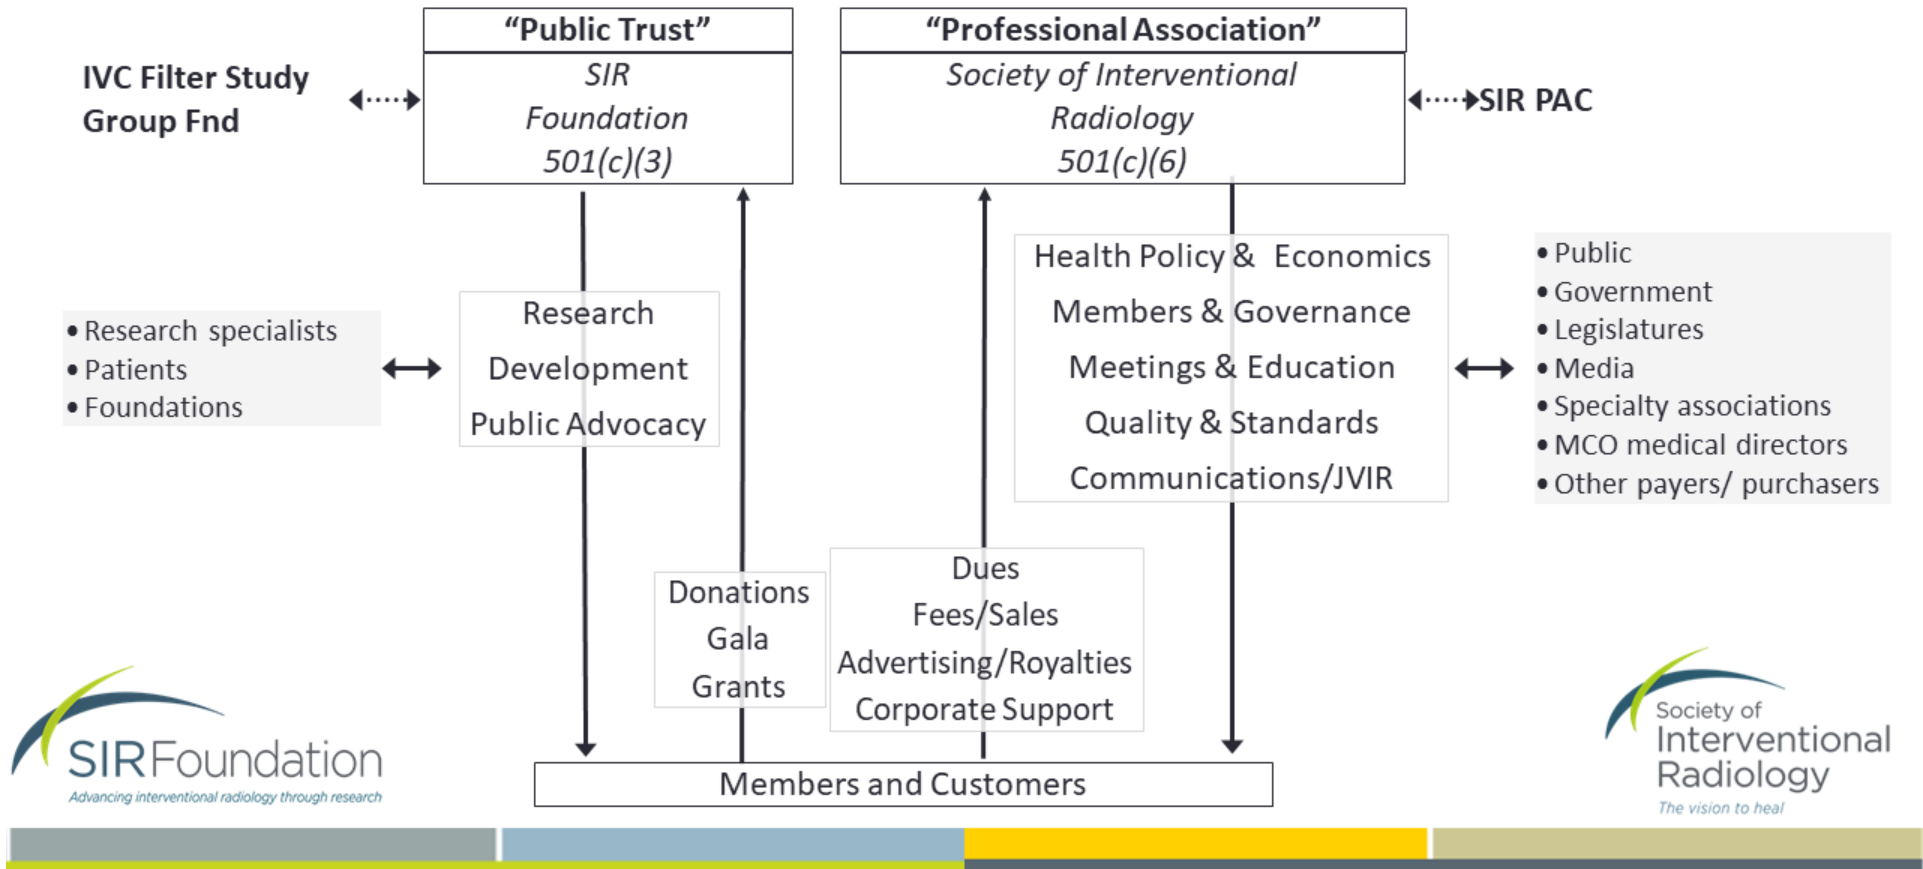 “Public Trust”
SIR
Foundation
501(c)(3)
“Professional Association”
Society of Interventional
Radiology
501(c)(6)
IVC Filter Study
Group Fnd
SIR PAC
• Research specialists
• Patients
• Foundations
Research
Development
Public Advocacy
Health Policy & Economics
Members & Governance
Meetings & Education
Quality & Standards
Communications/JVIR
• Public
• Government
• Legislatures
• Media
• Specialty associations
• MCO medical directors
• Other payers/ purchasers
Donations
Gala
Grants
Dues
Fees/Sales
Advertising/Royalties
Corporate Support
Members and Customers
SIRFoundation
Advancing interventional radiology through research
Society of
Interventional
Radiology
The vision to heal